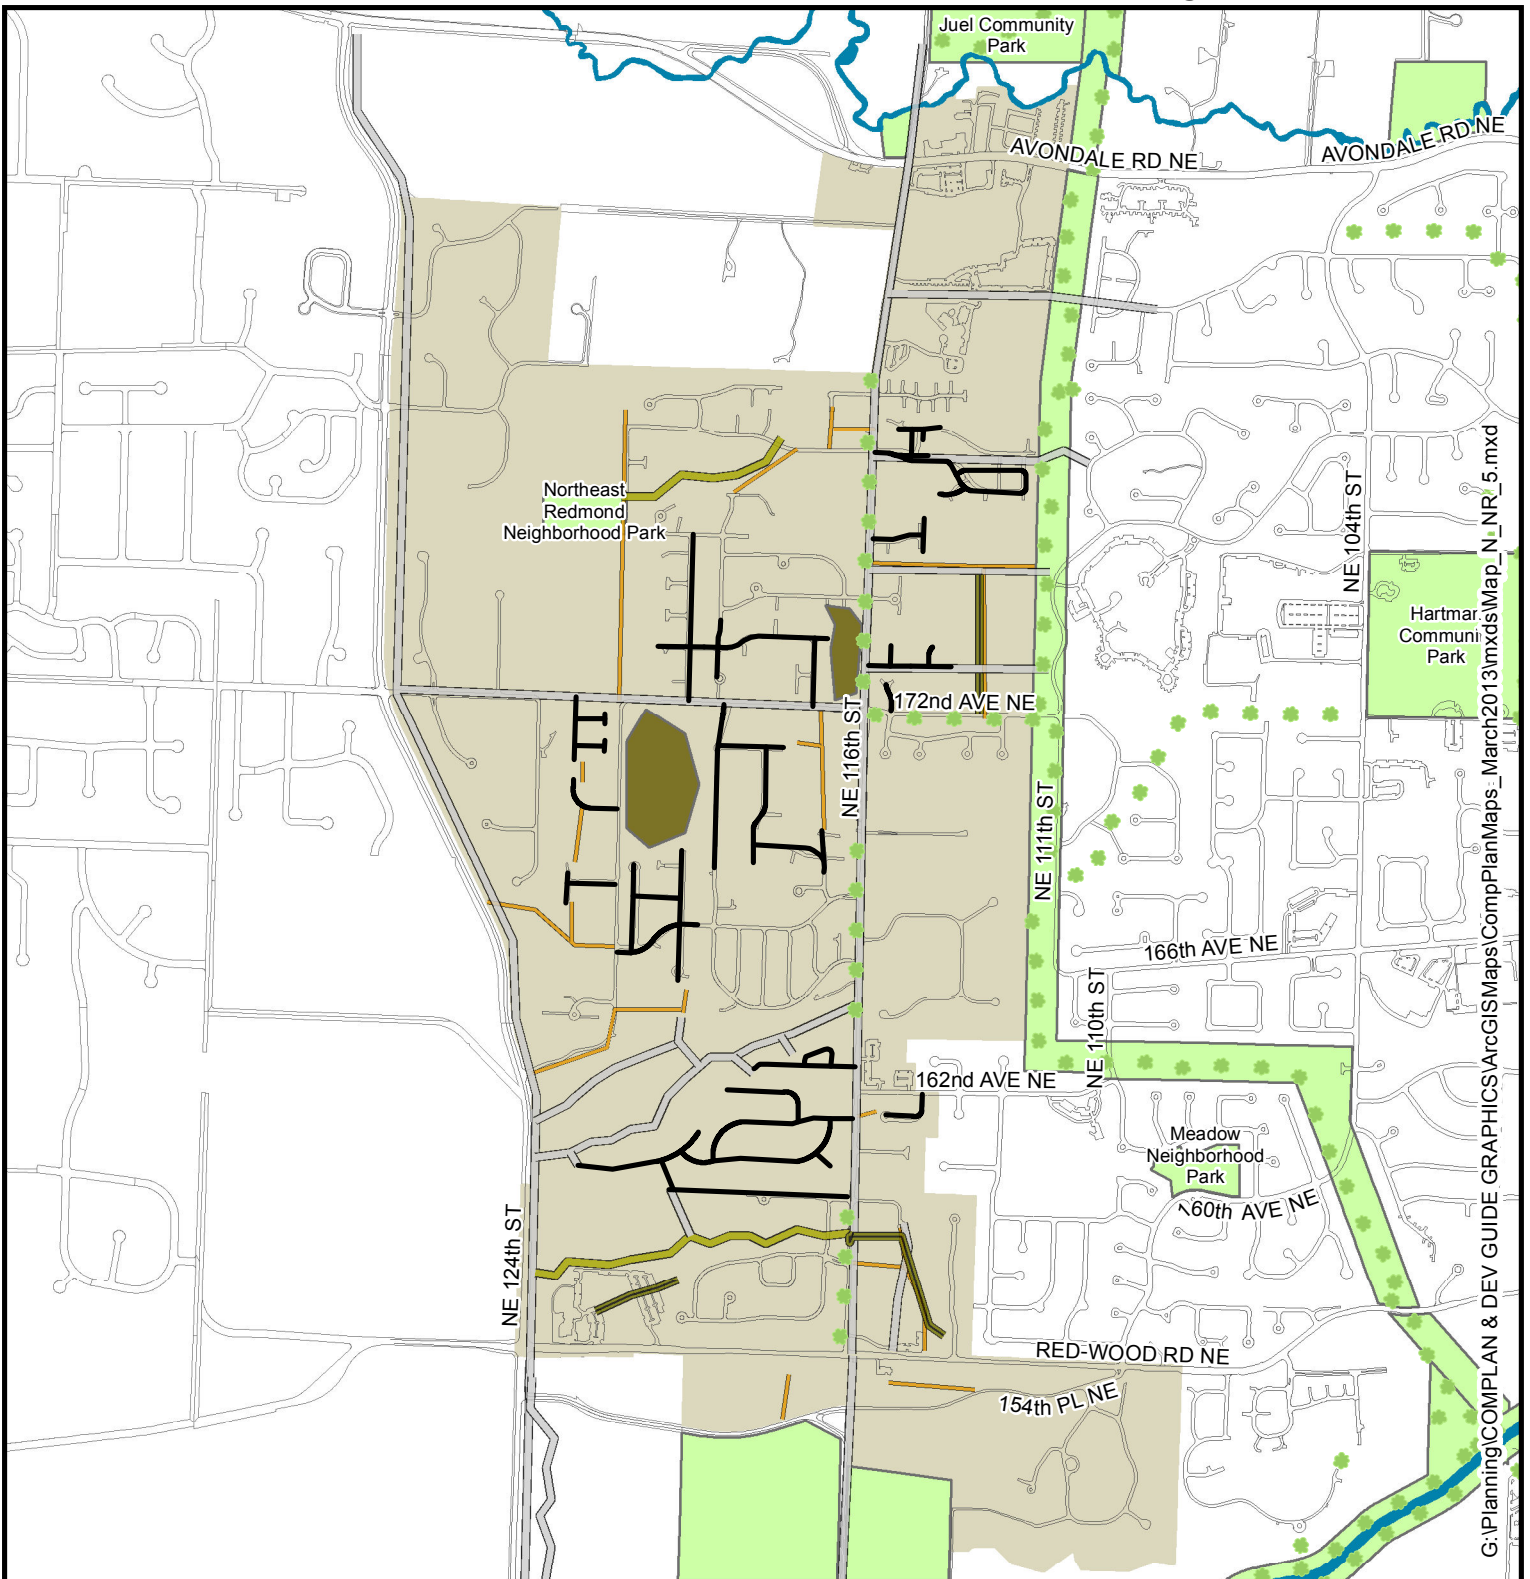 Juel Community
Park
AVONDALE RD NE
AVONDALE RD NE
Northeast
Redmond
Neighborhood Park
NE 104th ST
Hartman
Communi
Park
172nd AVE NE
NE 116th ST
NE 111th ST
166th AVE NE
NE 110th ST
162nd AVE NE
Meadow
Neighborhood
Park
160th AVE NE
NE 124th ST
RED-WOOD RD NE
154th PL NE
G:\Planning\COMPLAN & DEV GUIDE GRAPHICS\ArcGISMaps\CompPlanMaps_March2013\mxds\Map_N_NR_5.mxd